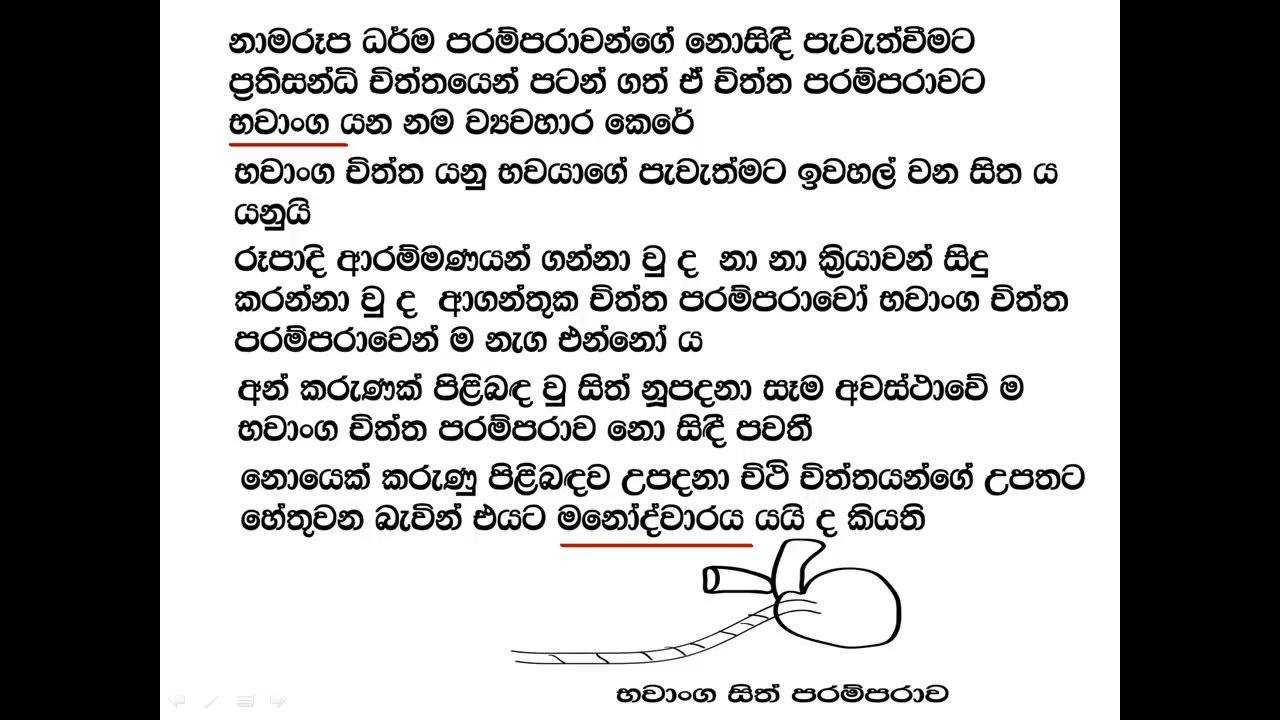 නාමරූප ධර්ම පරම්පරාවන්ගේ නොසිඳී පැවැත්වීමට
ප්‍රතිසන්ධි චිත්තයෙන් පටන් ගත් ඒ චිත්ත පරම්පරාවට
භවාංග යන නම ව්‍යවහාර කෙරේ
භවාංග චිත්ත යනු භවයාගේ පැවැත්මට ඉවහල් වන සිත ය
යනුයි
රූපාදි ආරම්මණයන් ගන්නා වු ද නා නා ක්‍රියාවන් සිදු
කරන්නා වු ද ආගන්තුක චිත්ත පරම්පරාවෝ භවාංග චිත්ත
පරම්පරාවෙන් ම නැග එන්නෝ ය
අන් කරුණක් පිළිබඳ වු සිත් නූපදනා සෑම අවස්ථාවේ ම
භවාංග චිත්ත පරම්පරාව නො සිඳී පවතී
නොයෙක් කරුණු පිළිබඳව උපදනා විථි චිත්තයන්ගේ උපතට
හේතුවන බැවින් එයට මනෝද්වාරය යයි ද කියති
භවාංග සිත් පරම්පරාව